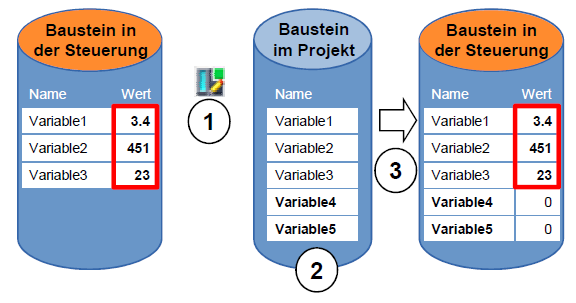 Baustein in
der Steuerung
Name Wert
Variable1 3.4
Variable2 451
Variable3 23
1
Baustein
im Projekt
Name
Variable1
Variable2
Variable3
Variable4
Variable5
2
3
Baustein in
der Steuerung
Name Wert
Variable1 3.4
Variable2 451
Variable3 23
Variable4 0
Variable5 0